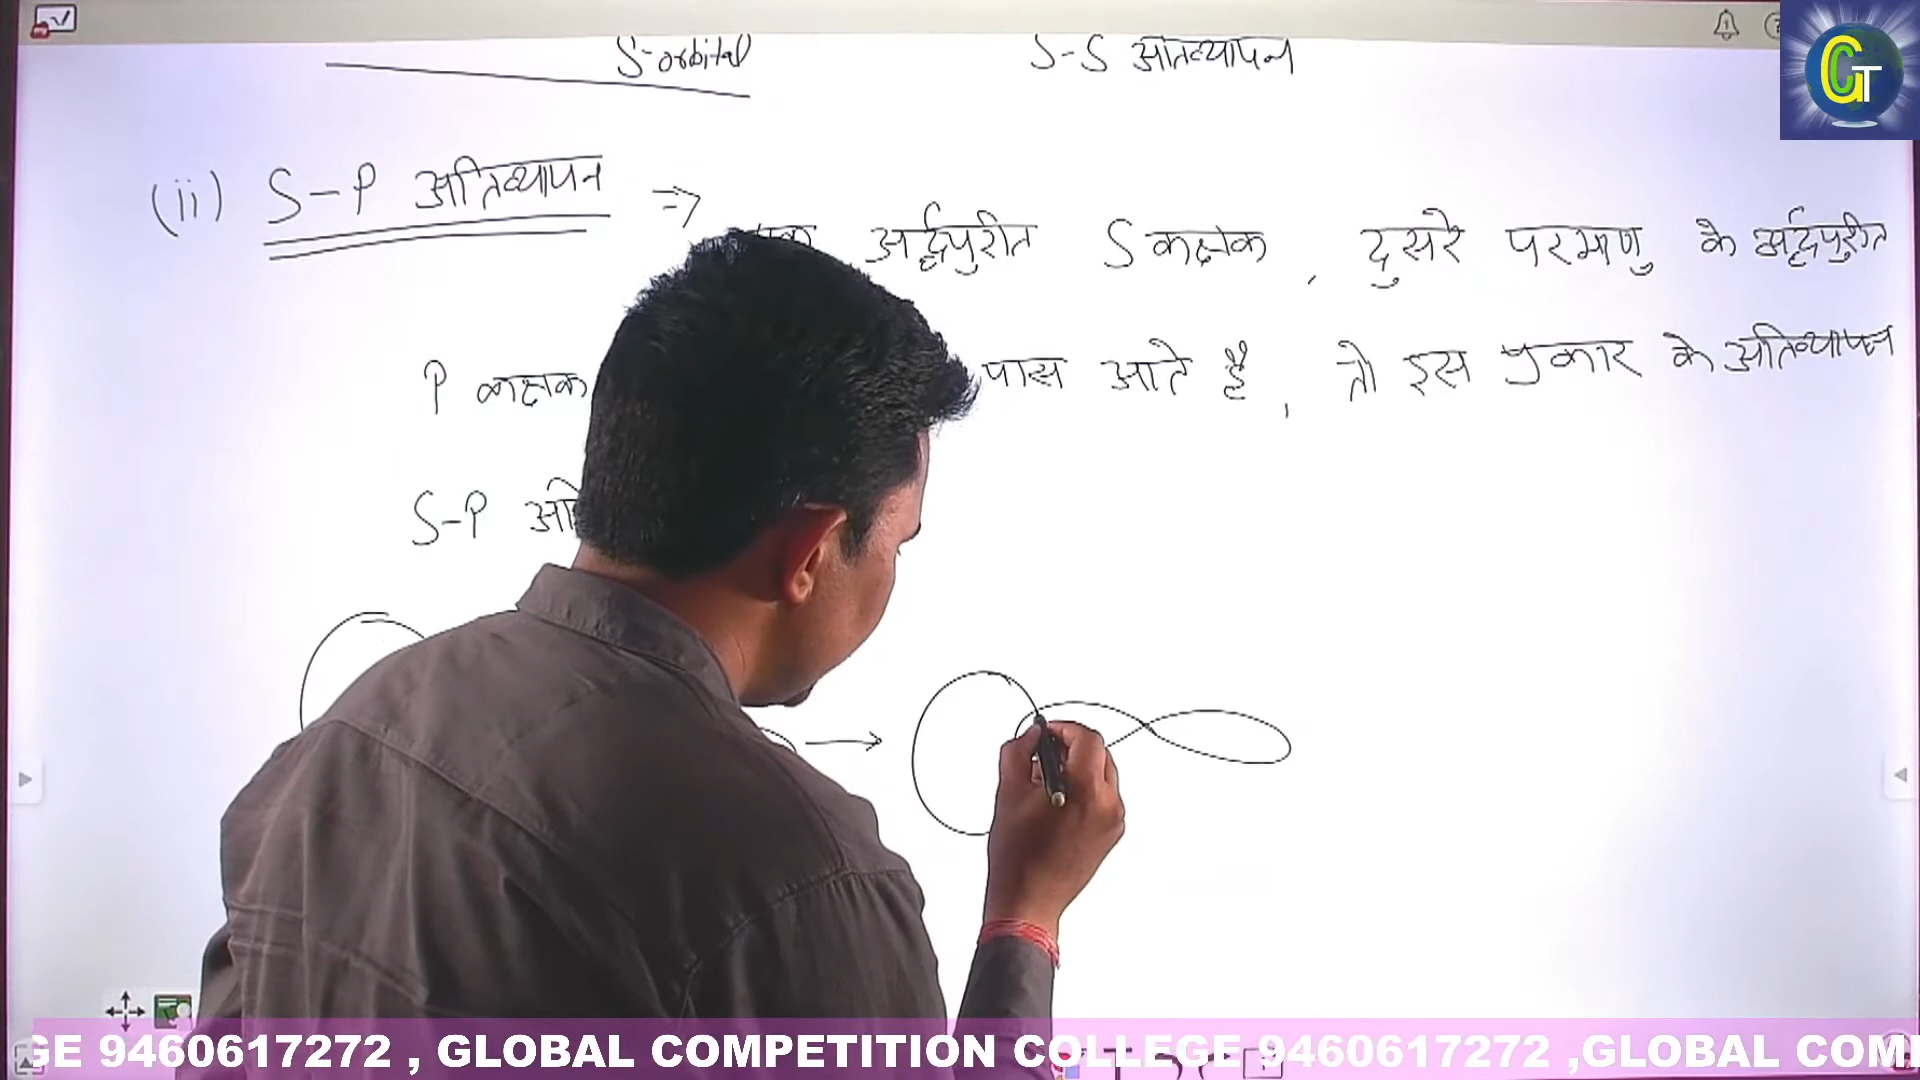 S-orbital S-S अतिव्यापन
(ii) S-P अतिव्यापन ⇒ अर्द्धपुरीत S कक्षक , दुसरे परमाणु के अर्द्धपुरीत
P कक्षक पास आते है , तो इस प्रकार के अतिव्यापन
S-P
GE 9460617272 , GLOBAL COMPETITION COLLEGE 9460617272 ,GLOBAL COM
GCT